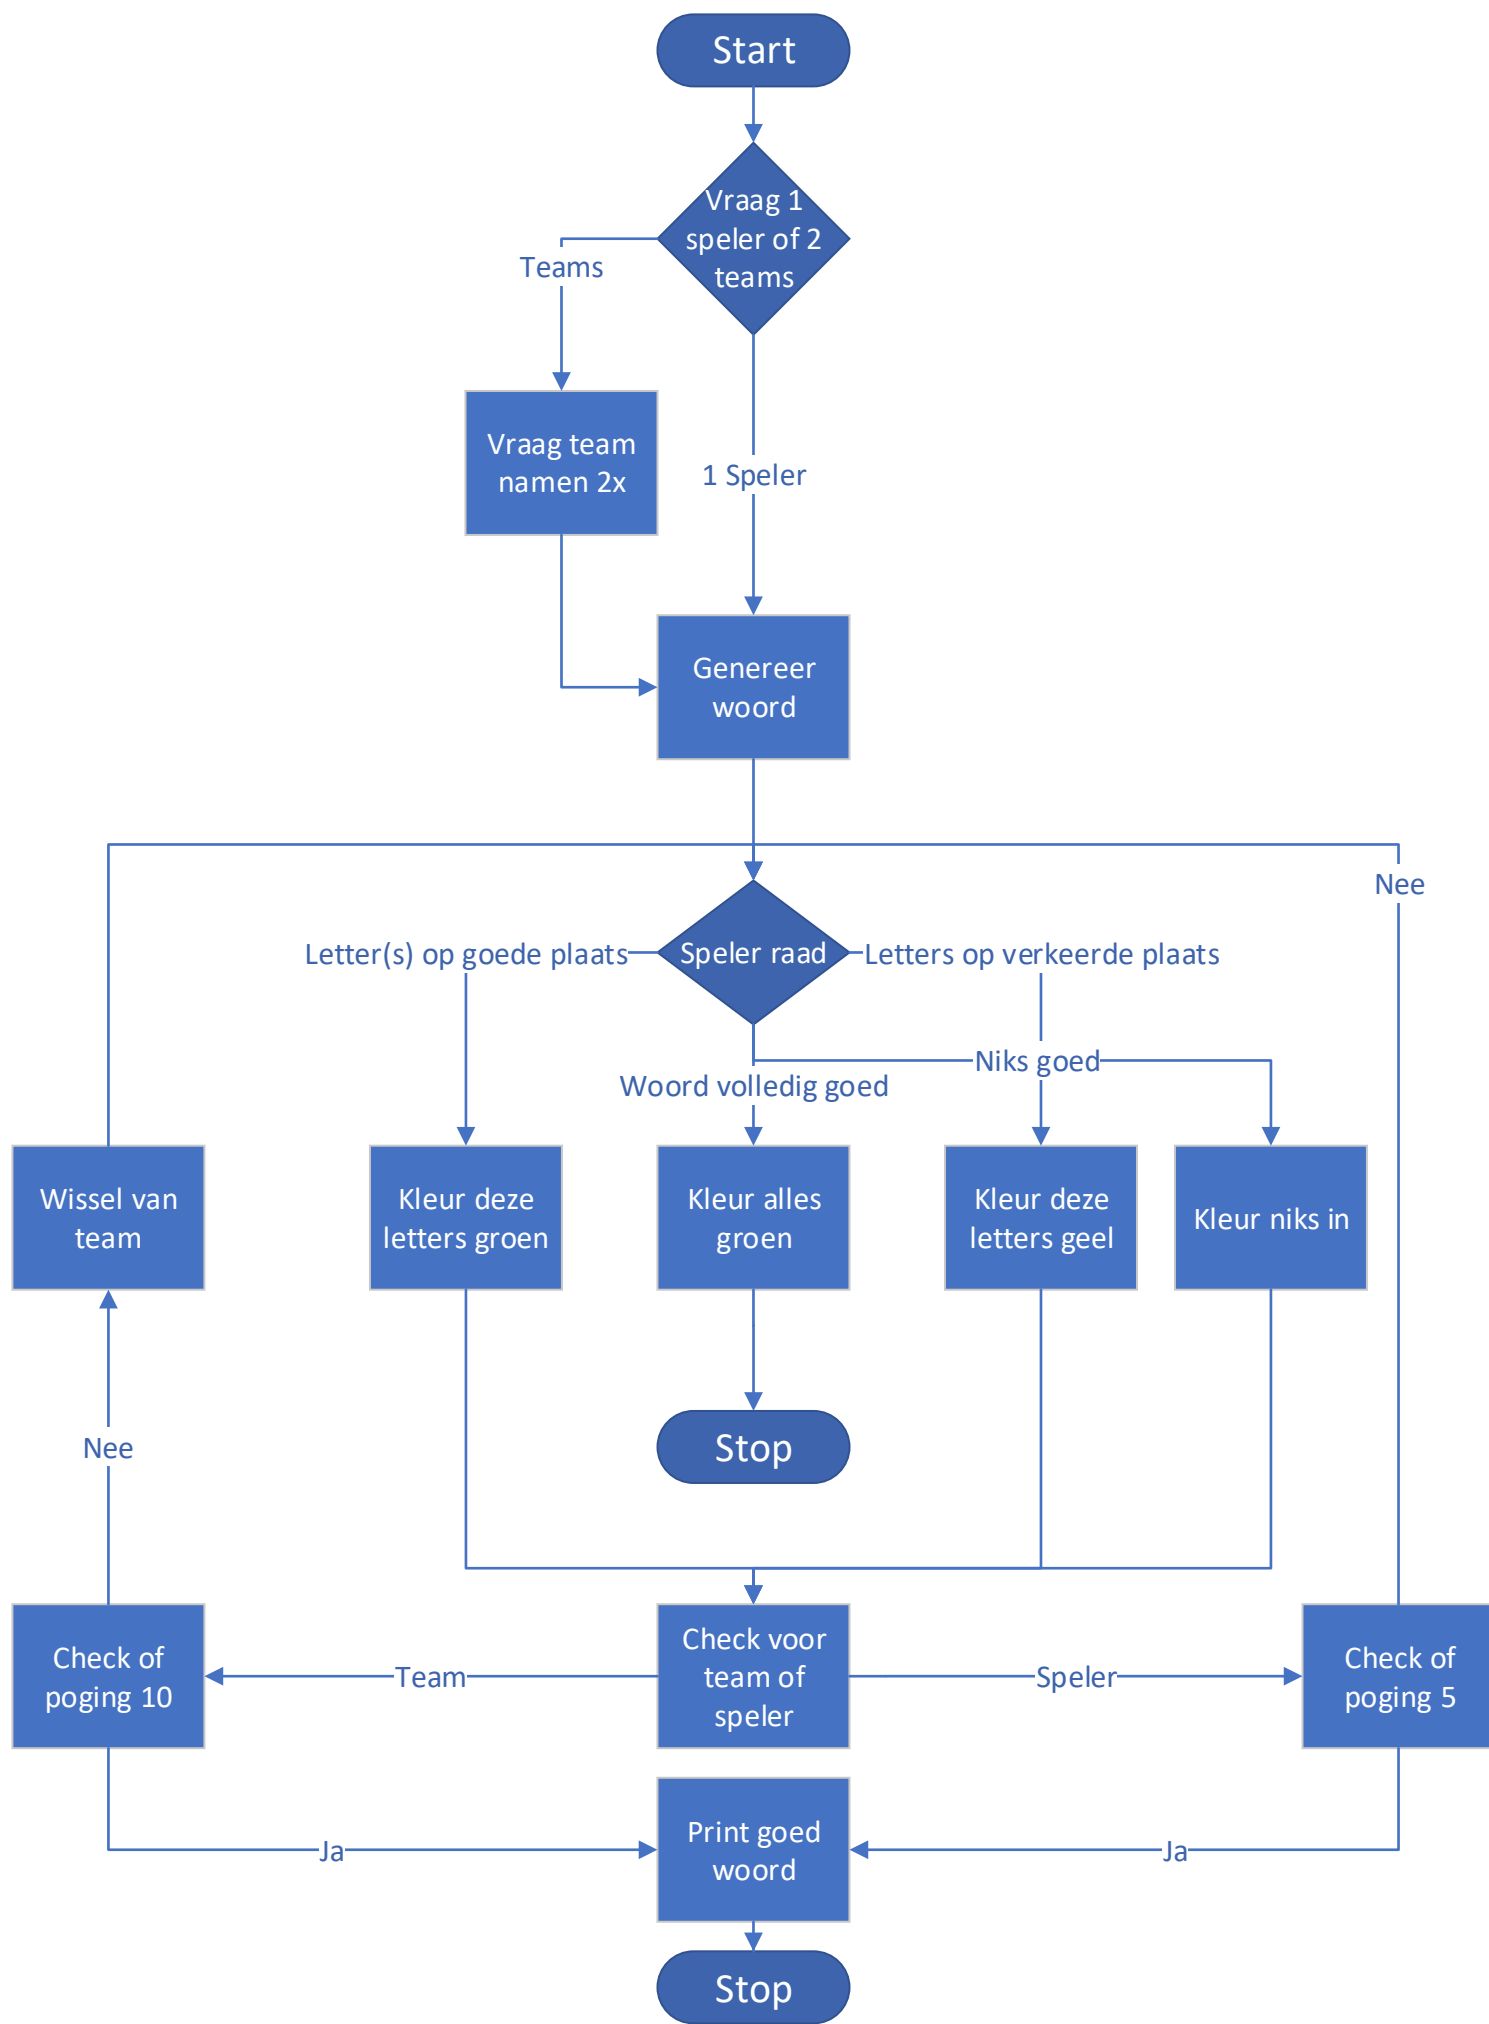 Start
Vraag 1
speler of 2
teams
Teams
Vraag team
namen 2x
1 Speler
Genereer
woord
Nee
Letter(s) op goede plaats
Speler raad
Letters op verkeerde plaats
Niks goed
Woord volledig goed
Wissel van
team
Kleur deze
letters groen
Kleur alles
groen
Kleur deze
letters geel
Kleur niks in
Nee
Stop
Check of
poging 10
Team
Check voor
team of
speler
Speler
Check of
poging 5
Ja
Print goed
woord
Ja
Stop